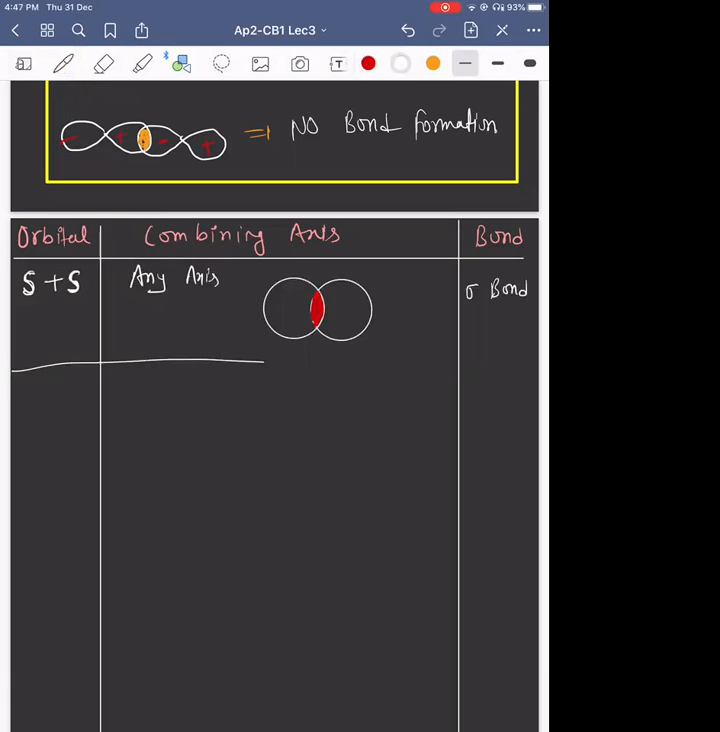 4:47 PM Thu 31 Dec
93%
Ap2-CB1 Lec3
T
- + - + ⇒ NO Bond Formation
Orbital Combining Axis Bond
S + S Any Axis σ Bond